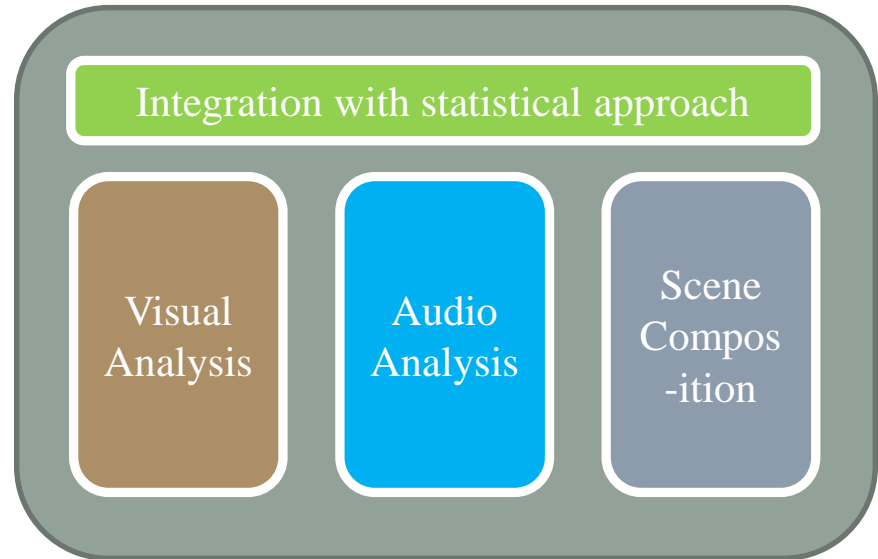 Integration with statistical approach
Visual
Analysis
Audio
Analysis
Scene
Compos
-ition